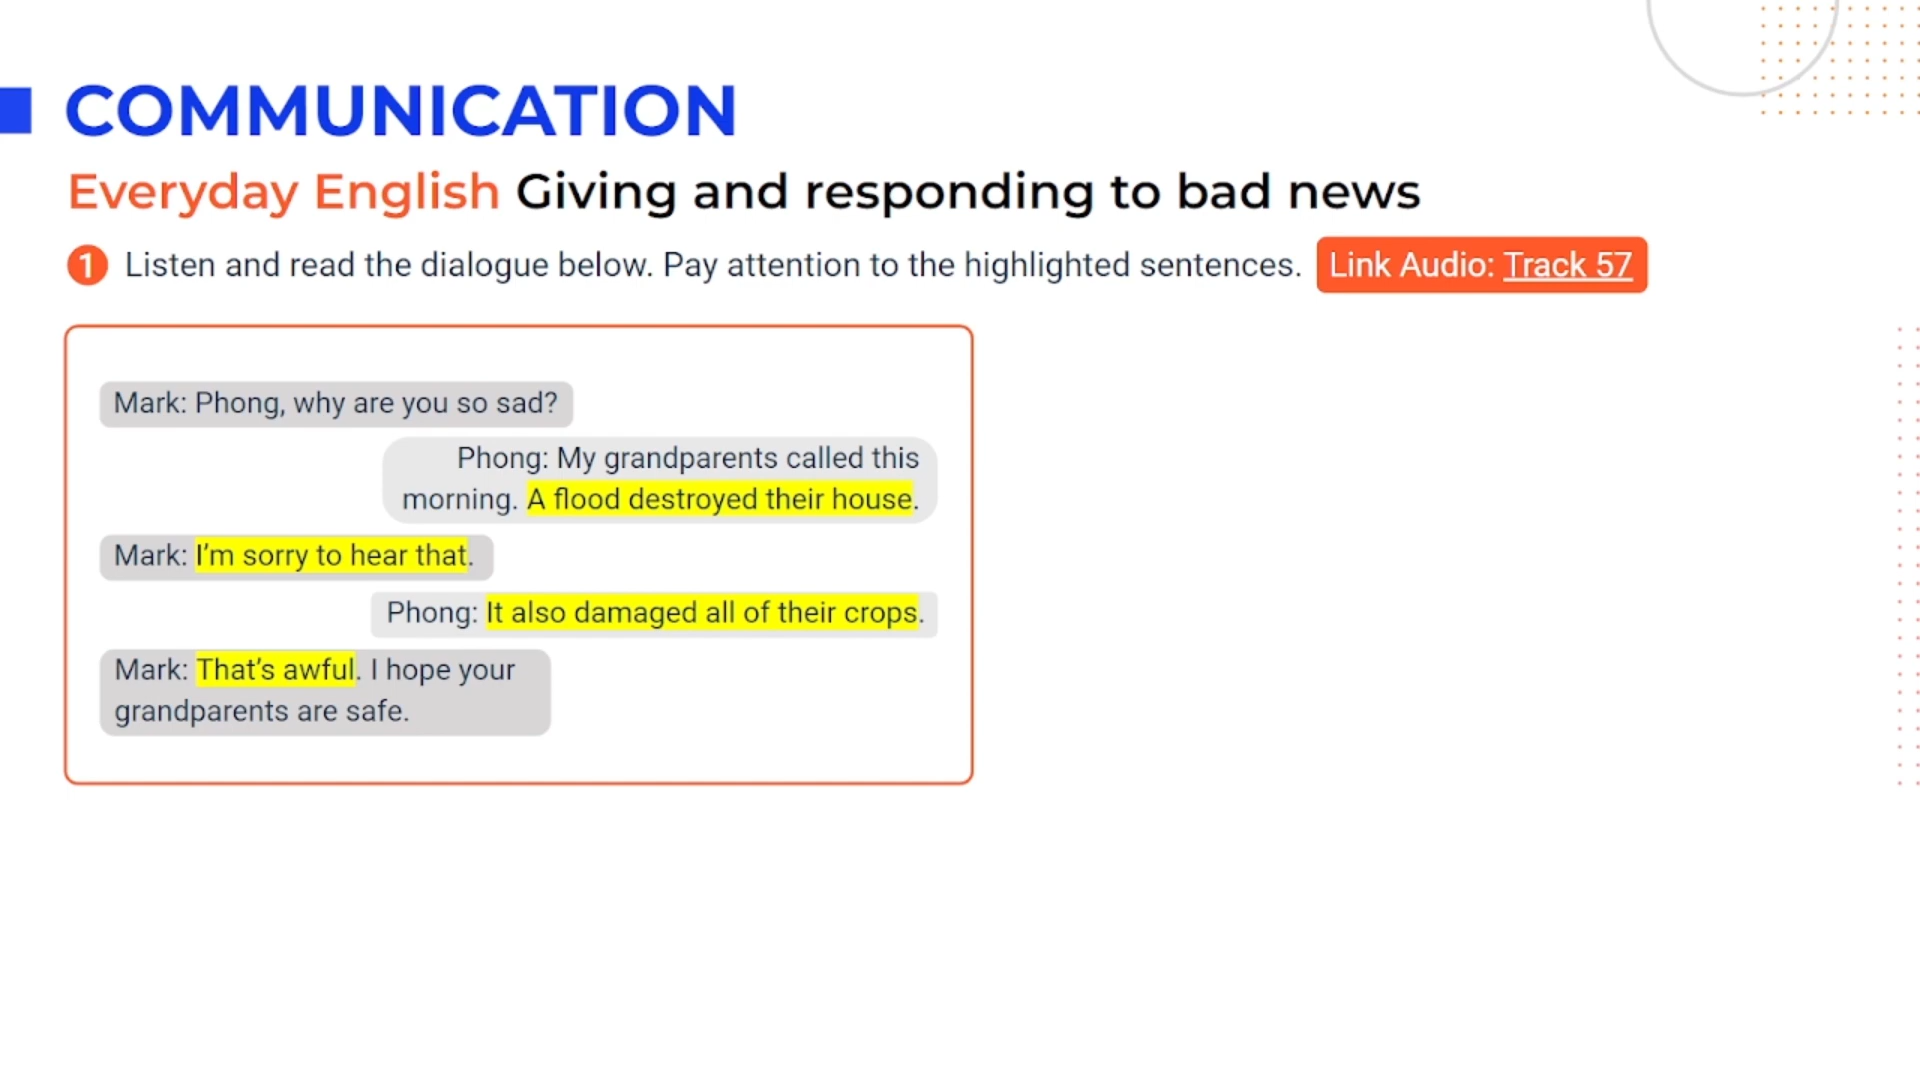 COMMUNICATION
Everyday English Giving and responding to bad news
1 Listen and read the dialogue below. Pay attention to the highlighted sentences. Link Audio: Track 57
Mark: Phong, why are you so sad?
Phong: My grandparents called this
morning. A flood destroyed their house.
Mark: I’m sorry to hear that.
Phong: It also damaged all of their crops.
Mark: That’s awful. I hope your
grandparents are safe.